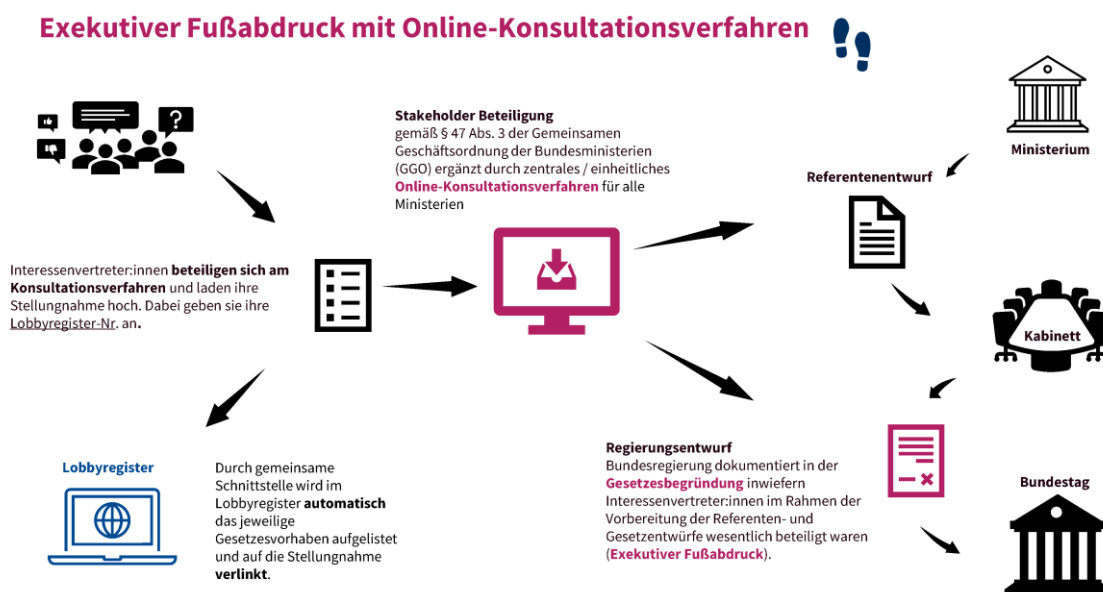 Exekutiver Fußabdruck mit Online-Konsultationsverfahren
Stakeholder Beteiligung
gemäß § 47 Abs. 3 der Gemeinsamen
Geschäftsordnung der Bundesministerien
(GGO) ergänzt durch zentrales / einheitliches
Online-Konsultationsverfahren für alle
Ministerien
Ministerium
Referentenentwurf
Interessenvertreter:innen beteiligen sich am
Konsultationsverfahren und laden ihre
Stellungnahme hoch. Dabei geben sie ihre
Lobbyregister-Nr. an.
Kabinett
Lobbyregister
Durch gemeinsame
Schnittstelle wird im
Lobbyregister automatisch
das jeweilige
Gesetzesvorhaben aufgelistet
und auf die Stellungnahme
verlinkt.
Regierungsentwurf
Bundesregierung dokumentiert in der
Gesetzesbegründung inwiefern
Interessenvertreter:innen im Rahmen der
Vorbereitung der Referenten- und
Gesetzentwürfe wesentlich beteiligt waren
(Exekutiver Fußabdruck).
Bundestag